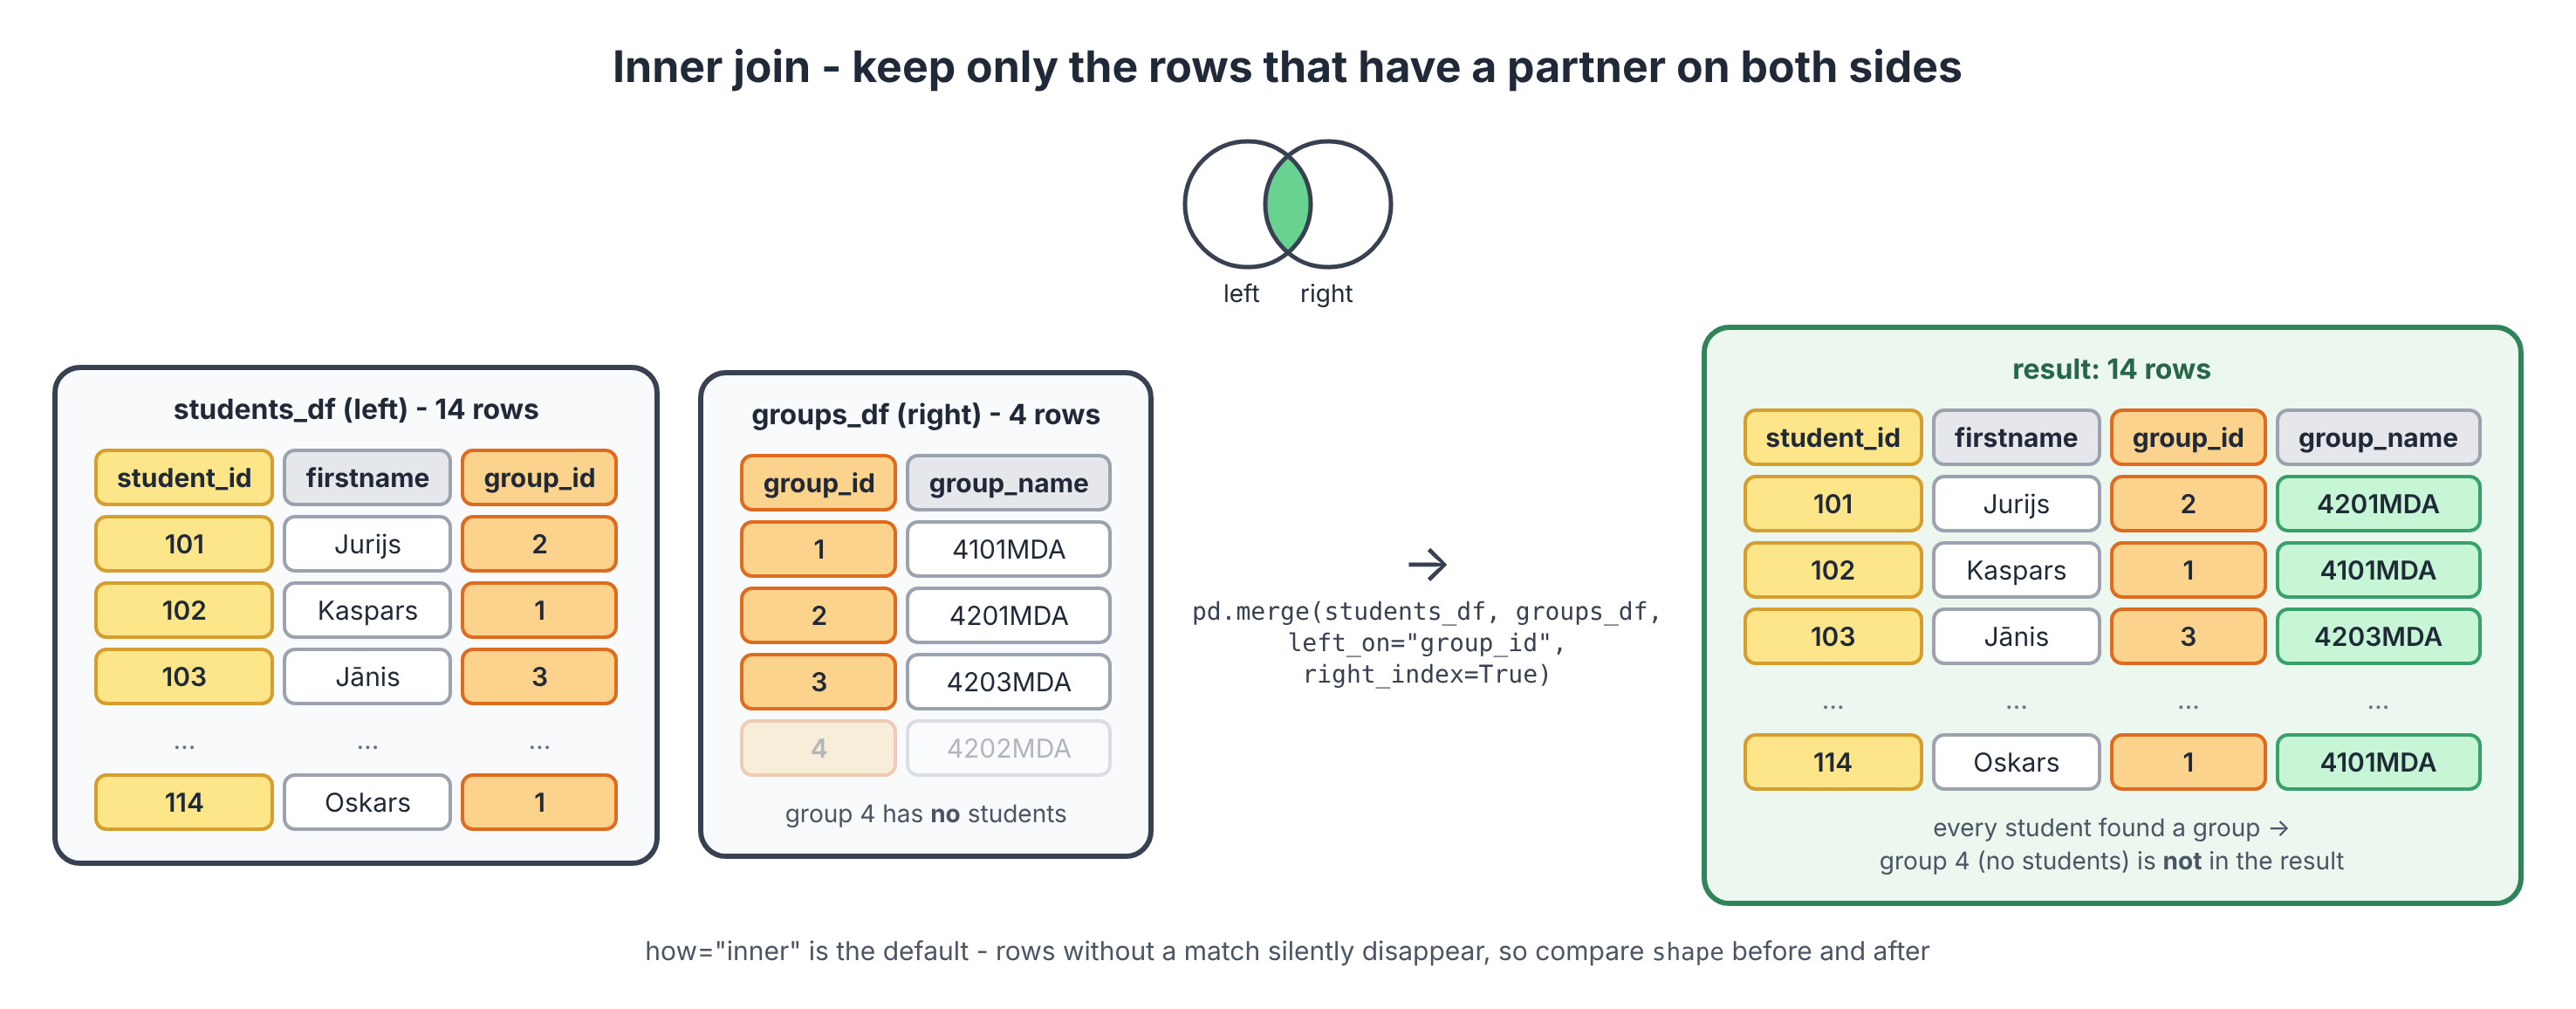 Inner join - keep only the rows that have a partner on both sides
left right
students_df (left) - 14 rows
student_id firstname group_id
101 Jurijs 2
102 Kaspars 1
103 Jānis 3
... ... ...
114 Oskars 1
groups_df (right) - 4 rows
group_id group_name
1 4101MDA
2 4201MDA
3 4203MDA
4 4202MDA
group 4 has no students
→
pd.merge(students_df, groups_df,
left_on="group_id",
right_index=True)
result: 14 rows
student_id firstname group_id group_name
101 Jurijs 2 4201MDA
102 Kaspars 1 4101MDA
103 Jānis 3 4203MDA
... ... ... ...
114 Oskars 1 4101MDA
every student found a group →
group 4 (no students) is not in the result
how="inner" is the default - rows without a match silently disappear, so compare shape before and after